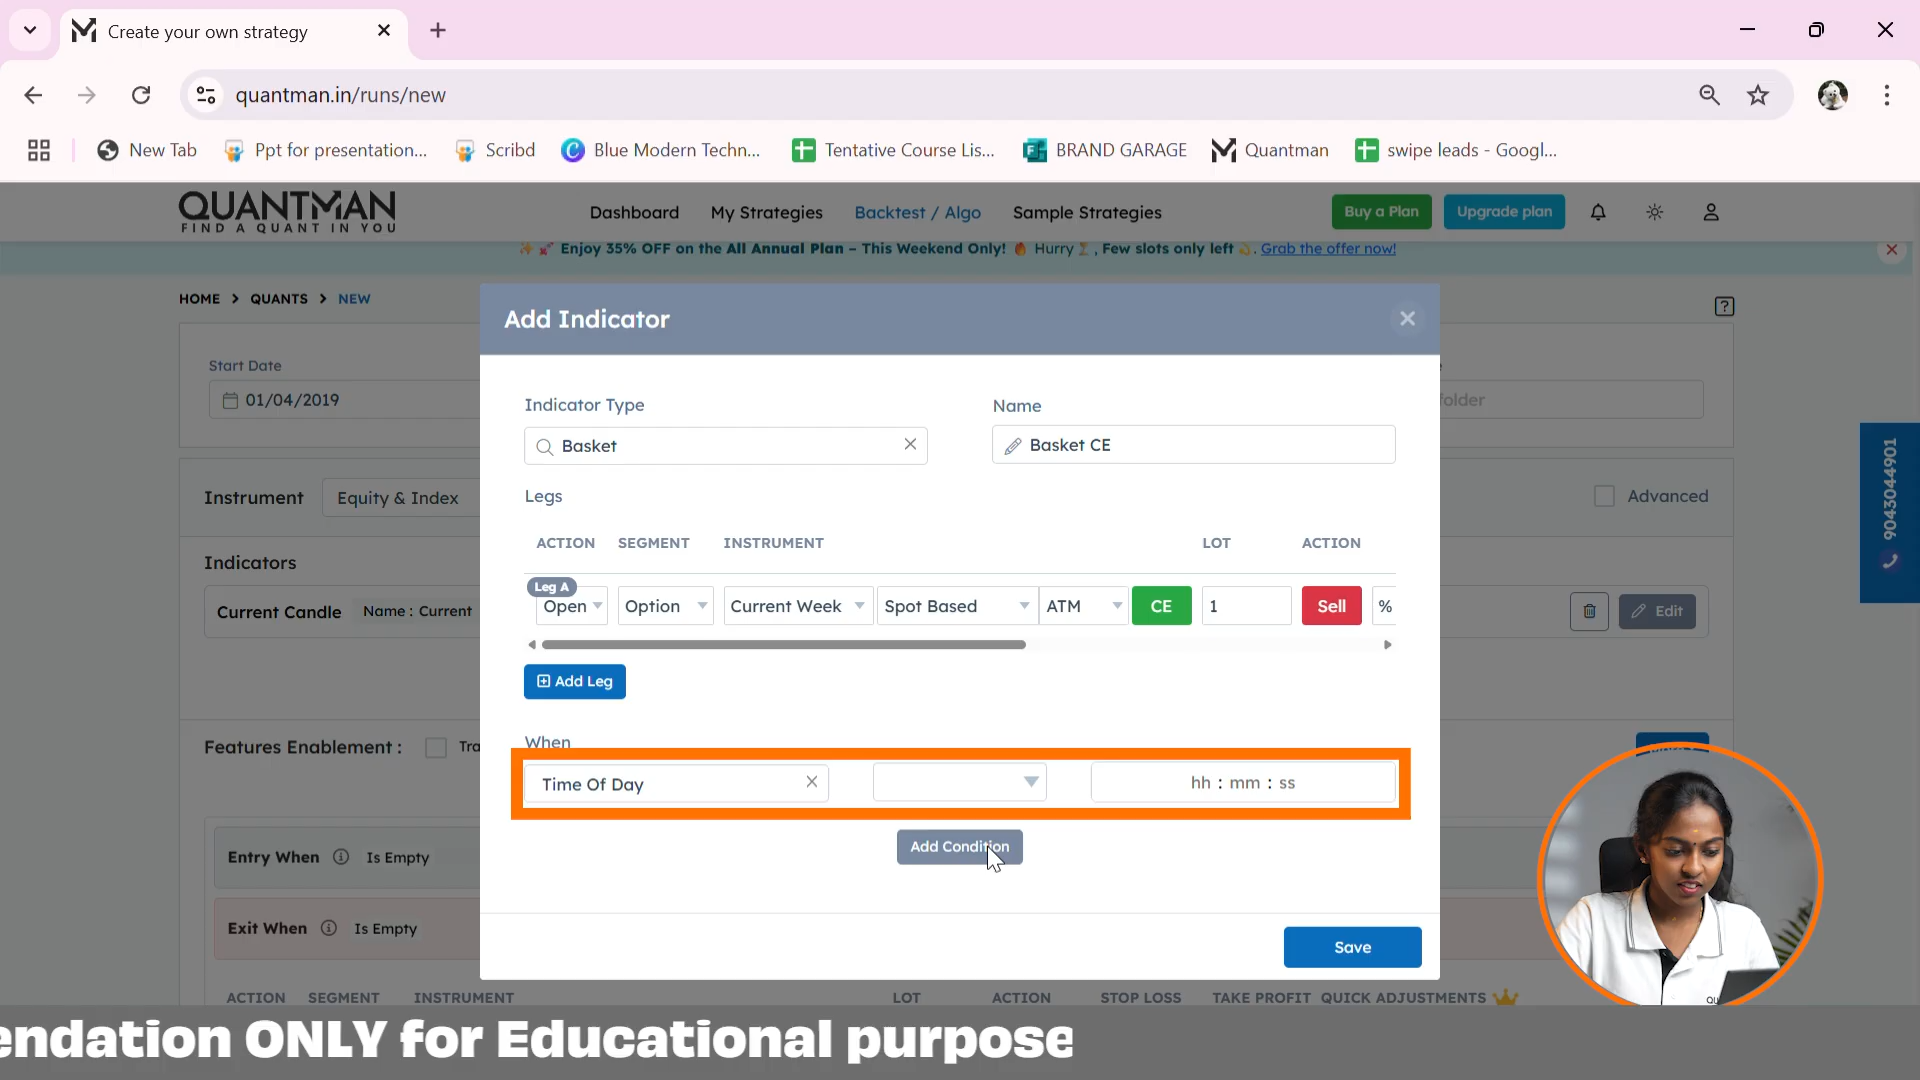 Create your own strategy
quantman.in/runs/new
New Tab Ppt for presentation... Scribd Blue Modern Techn... Tentative Course Lis... BRAND GARAGE Quantman swipe leads - Googl...
QUANTMAN
FIND A QUANT IN YOU
Dashboard My Strategies Backtest / Algo Sample Strategies Buy a Plan Upgrade plan
Enjoy 35% OFF on the All Annual Plan – This Weekend Only! Hurry , Few slots only left . Grab the offer now!
HOME > QUANTS > NEW
Add Indicator
Start Date
01/04/2019
Indicator Type Name
Basket Basket CE
Legs
Instrument Equity & Index Advanced
9043044901
ACTION SEGMENT INSTRUMENT LOT ACTION
Indicators
Leg A
Open Option Current Week Spot Based ATM CE 1 Sell %
Current Candle Name : Current Edit
Add Leg
When
Features Enablement :
Time Of Day hh : mm : ss
Add Condition
Entry When Is Empty
Exit When Is Empty
Save
ACTION SEGMENT INSTRUMENT LOT ACTION STOP LOSS TAKE PROFIT QUICK ADJUSTMENTS
ONLY for Educational purpose